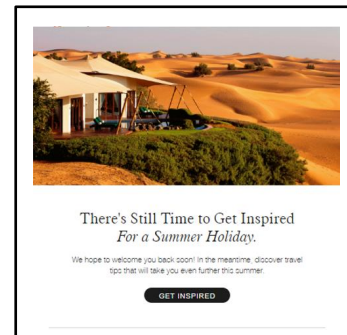 There's Still Time to Get Inspired
For a Summer Holiday.
We hope to welcome you back soon! In the meantime, discover travel
tips that will take you even further this summer.
GET INSPIRED